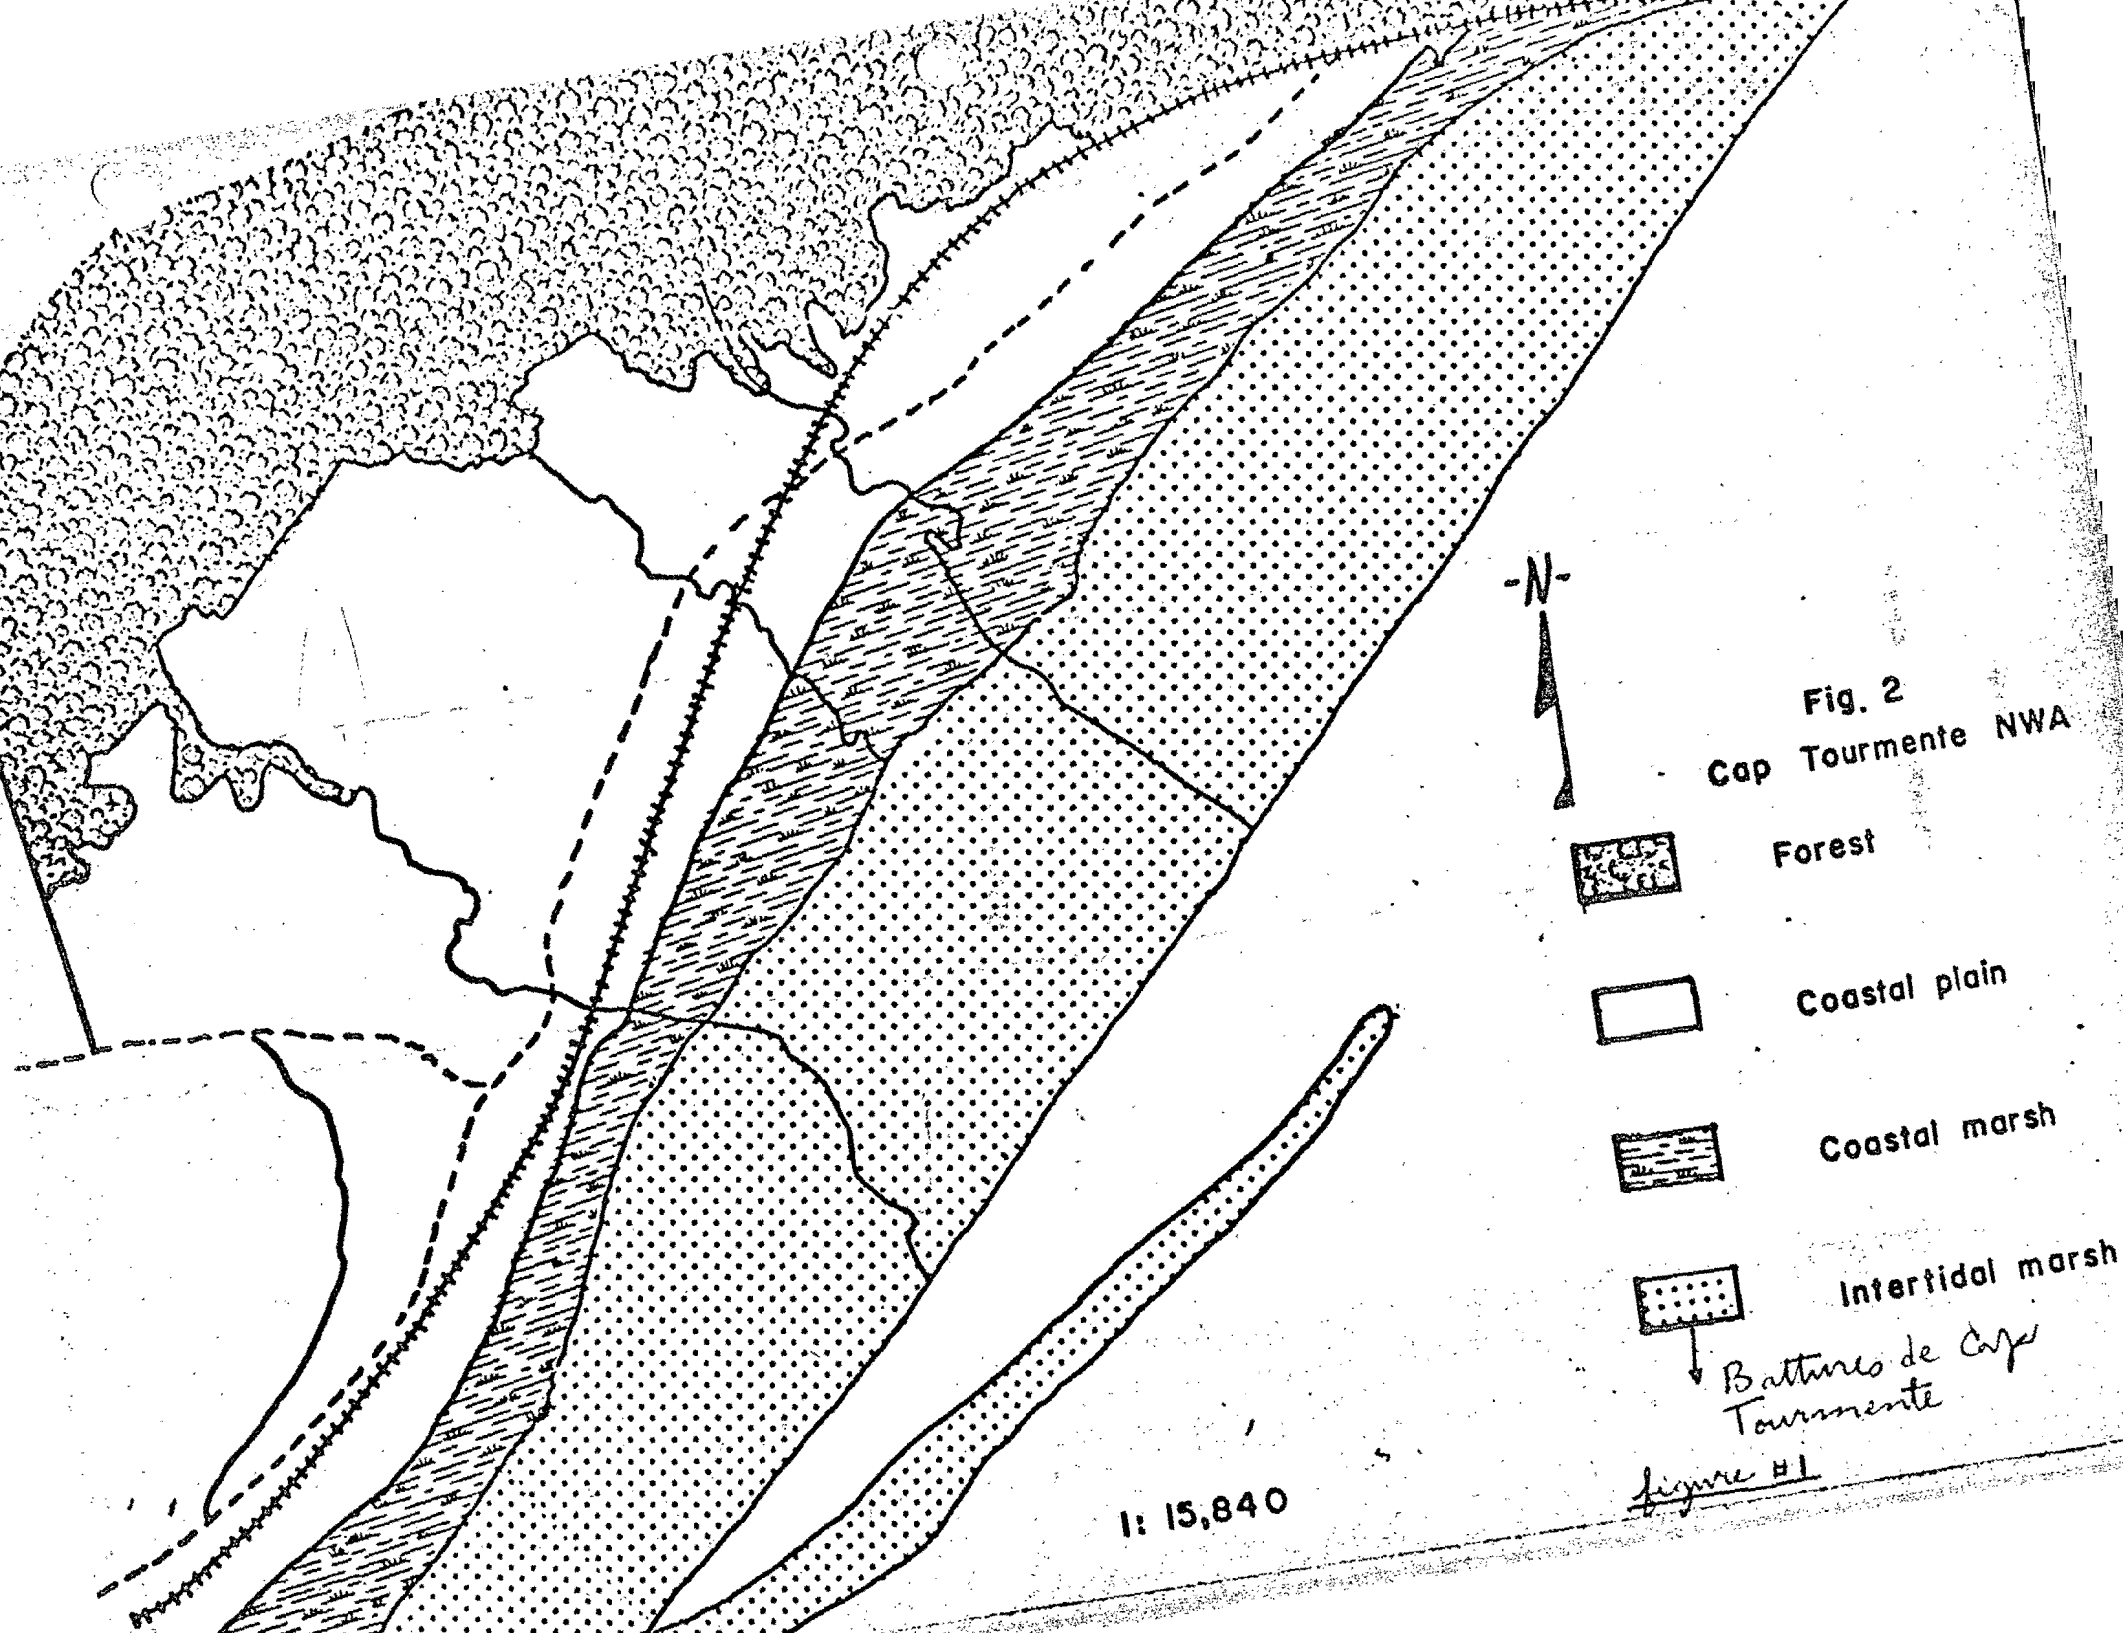 -N-
Fig. 2
Cap Tourmente NWA
Forest
Coastal plain
Coastal marsh
Intertidal marsh
Battures de Cap
Tourmente
figure #1
1: 15,840